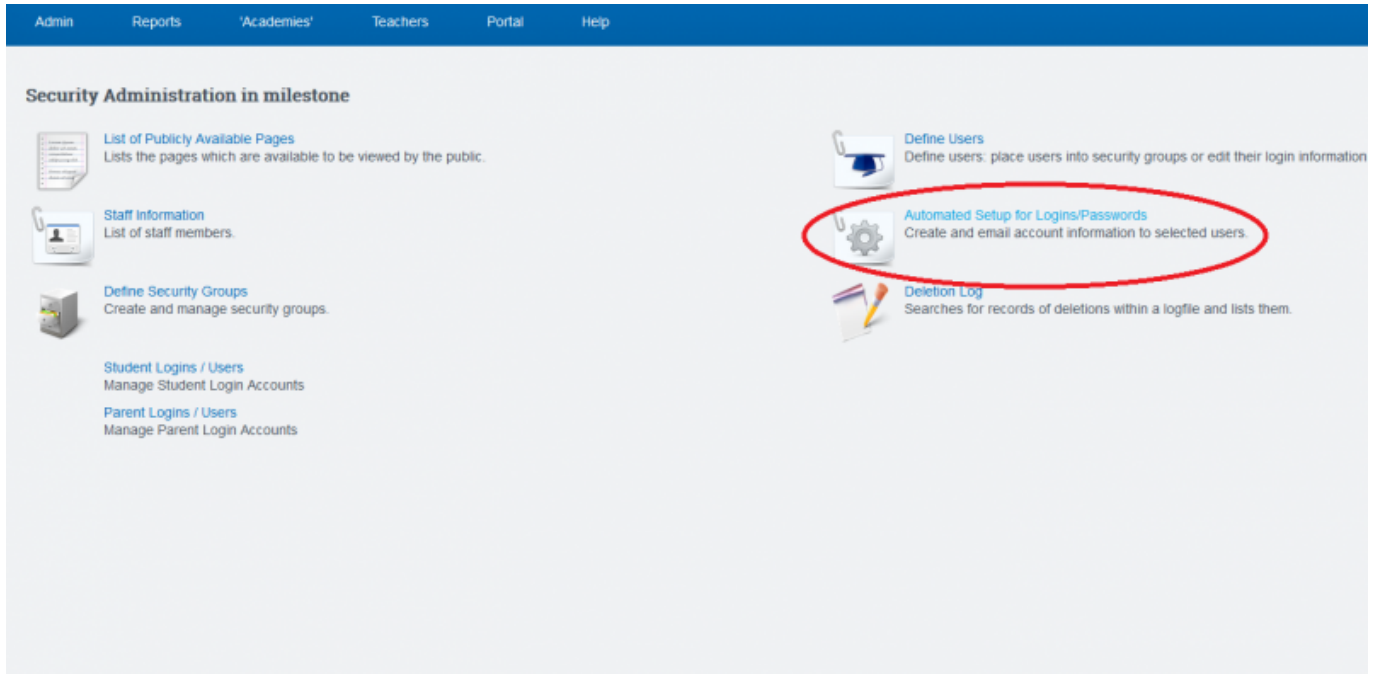 Admin Reports 'Academies' Teachers Portal Help
Security Administration in milestone
List of Publicly Available Pages
Lists the pages which are available to be viewed by the public.
Staff Information
List of staff members.
Define Security Groups
Create and manage security groups.
Student Logins / Users
Manage Student Login Accounts
Parent Logins / Users
Manage Parent Login Accounts
Define Users
Define users: place users into security groups or edit their login information
Automated Setup for Logins/Passwords
Create and email account information to selected users.
Deletion Log
Searches for records of deletions within a logfile and lists them.